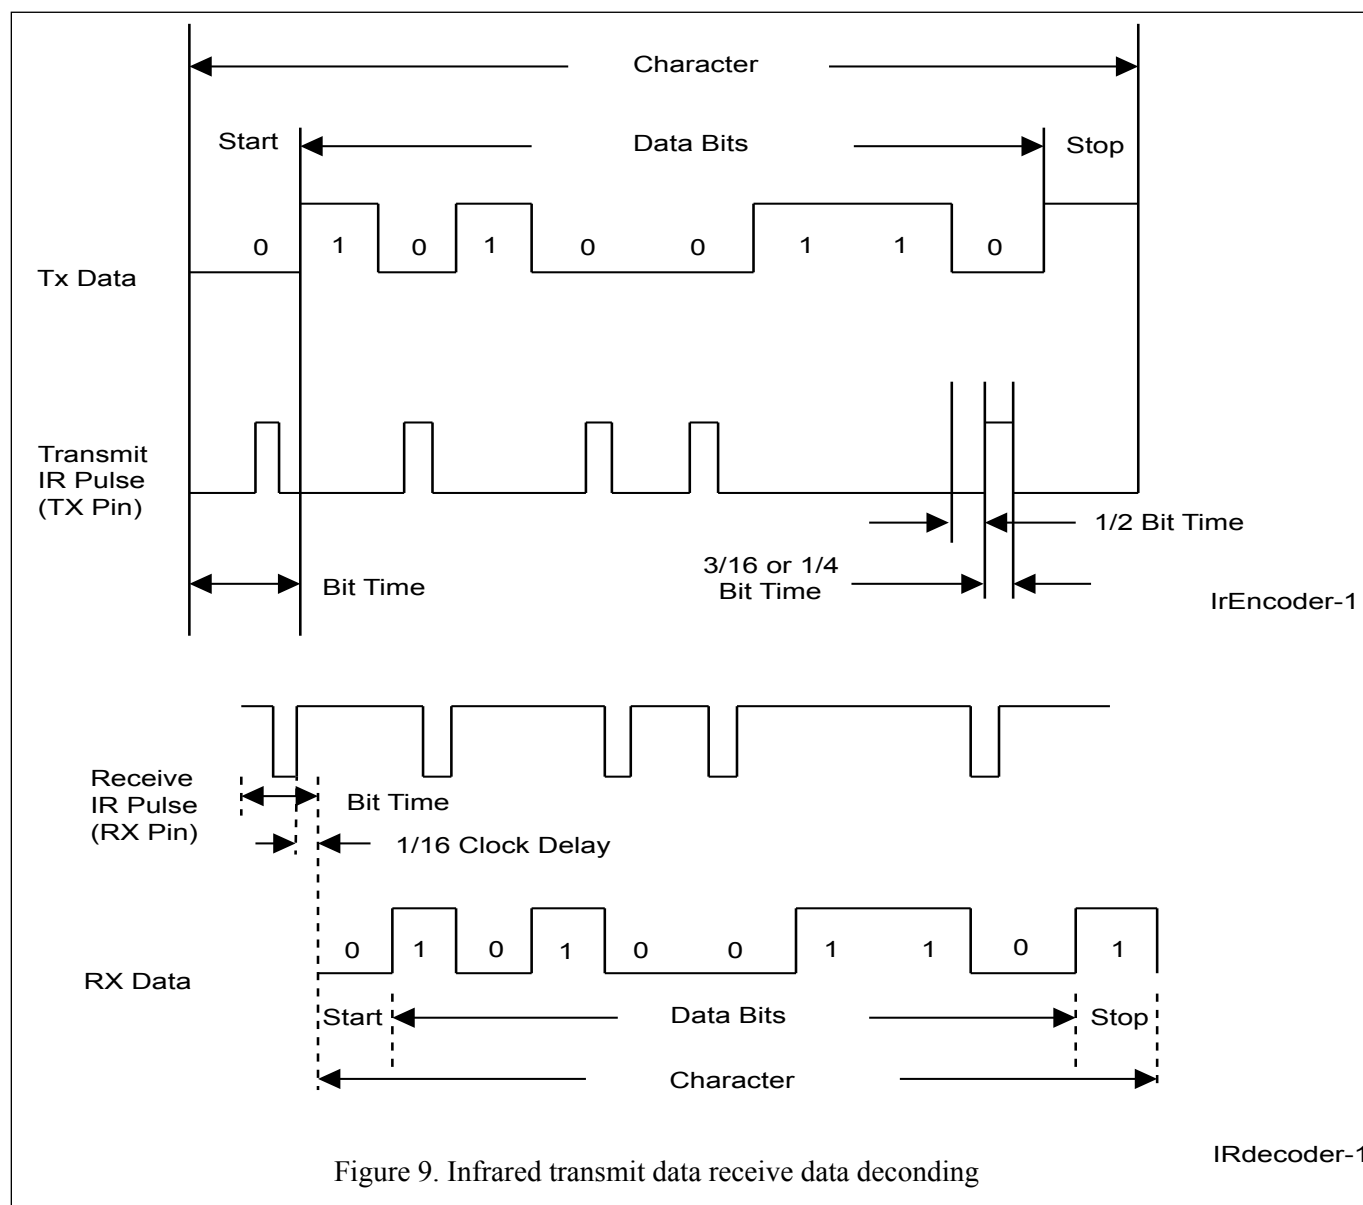 Character
Start
Data Bits
Stop
0 1 0 1 0 0 1 1 0
Tx Data
Transmit
IR Pulse
(TX Pin)
1/2 Bit Time
3/16 or 1/4
Bit Time
Bit Time
IrEncoder-1
Receive
IR Pulse
(RX Pin)
Bit Time
1/16 Clock Delay
0 1 0 1 0 0 1 1 0 1
RX Data
Start
Data Bits
Stop
Character
IRdecoder-1
Figure 9. Infrared transmit data receive data deconding